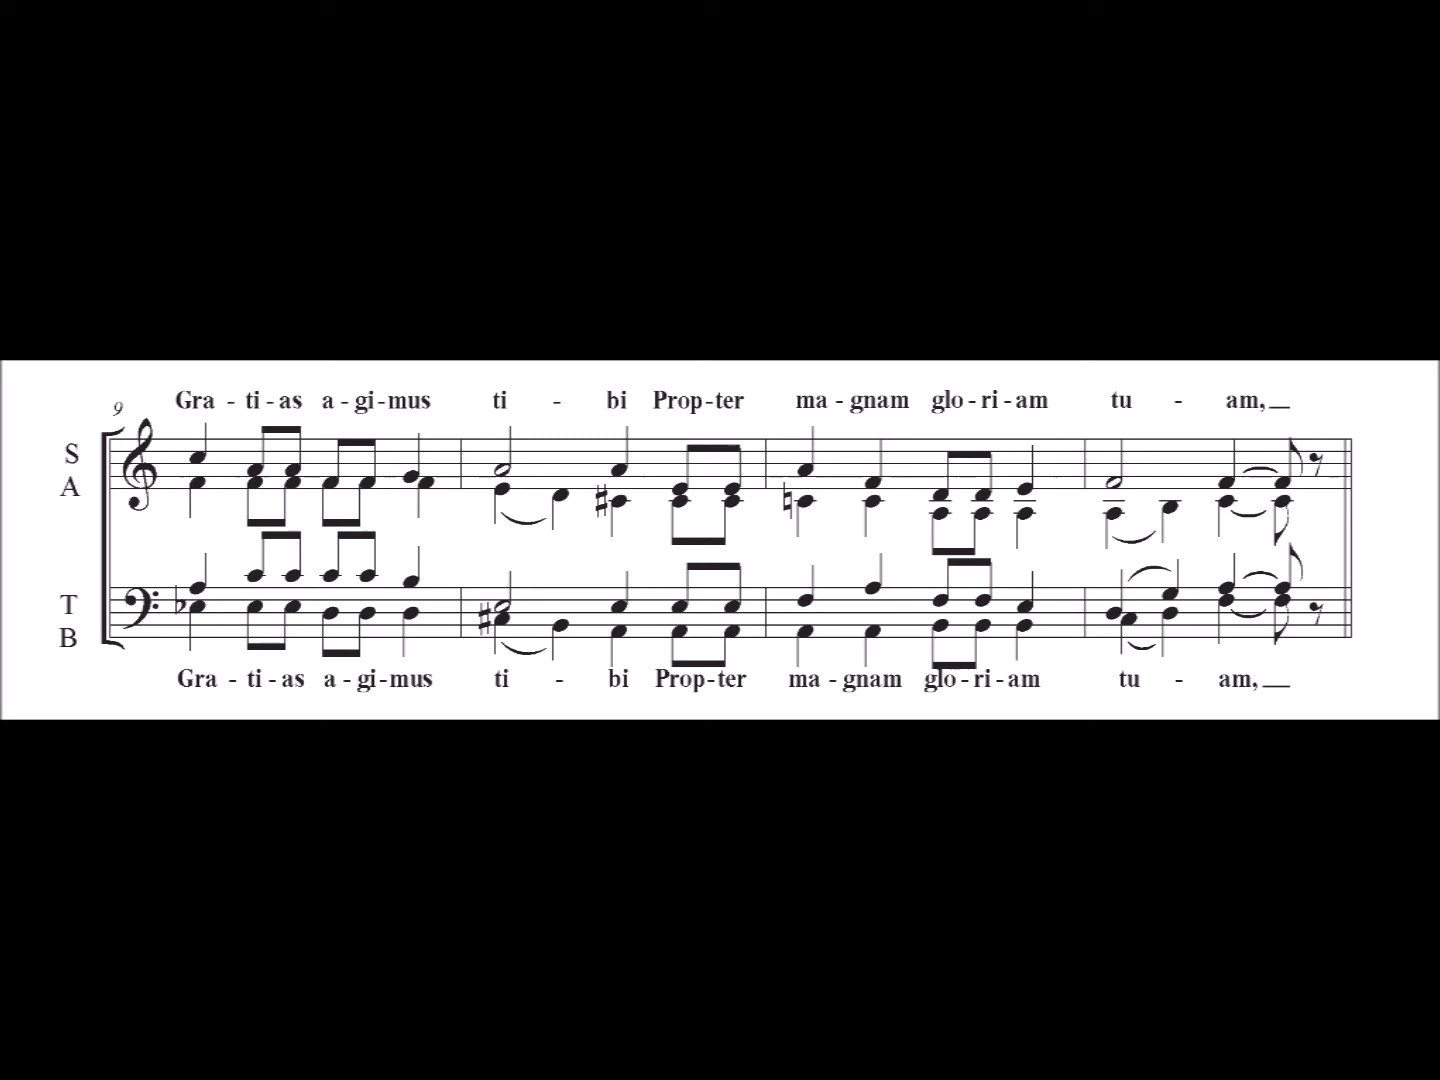 Gra - ti - as a - gi - mus ti - bi Prop - ter ma - gnam glo - ri - am tu - am,
9
S
A
T
B
Gra - ti - as a - gi - mus ti - bi Prop - ter ma - gnam glo - ri - am tu - am,